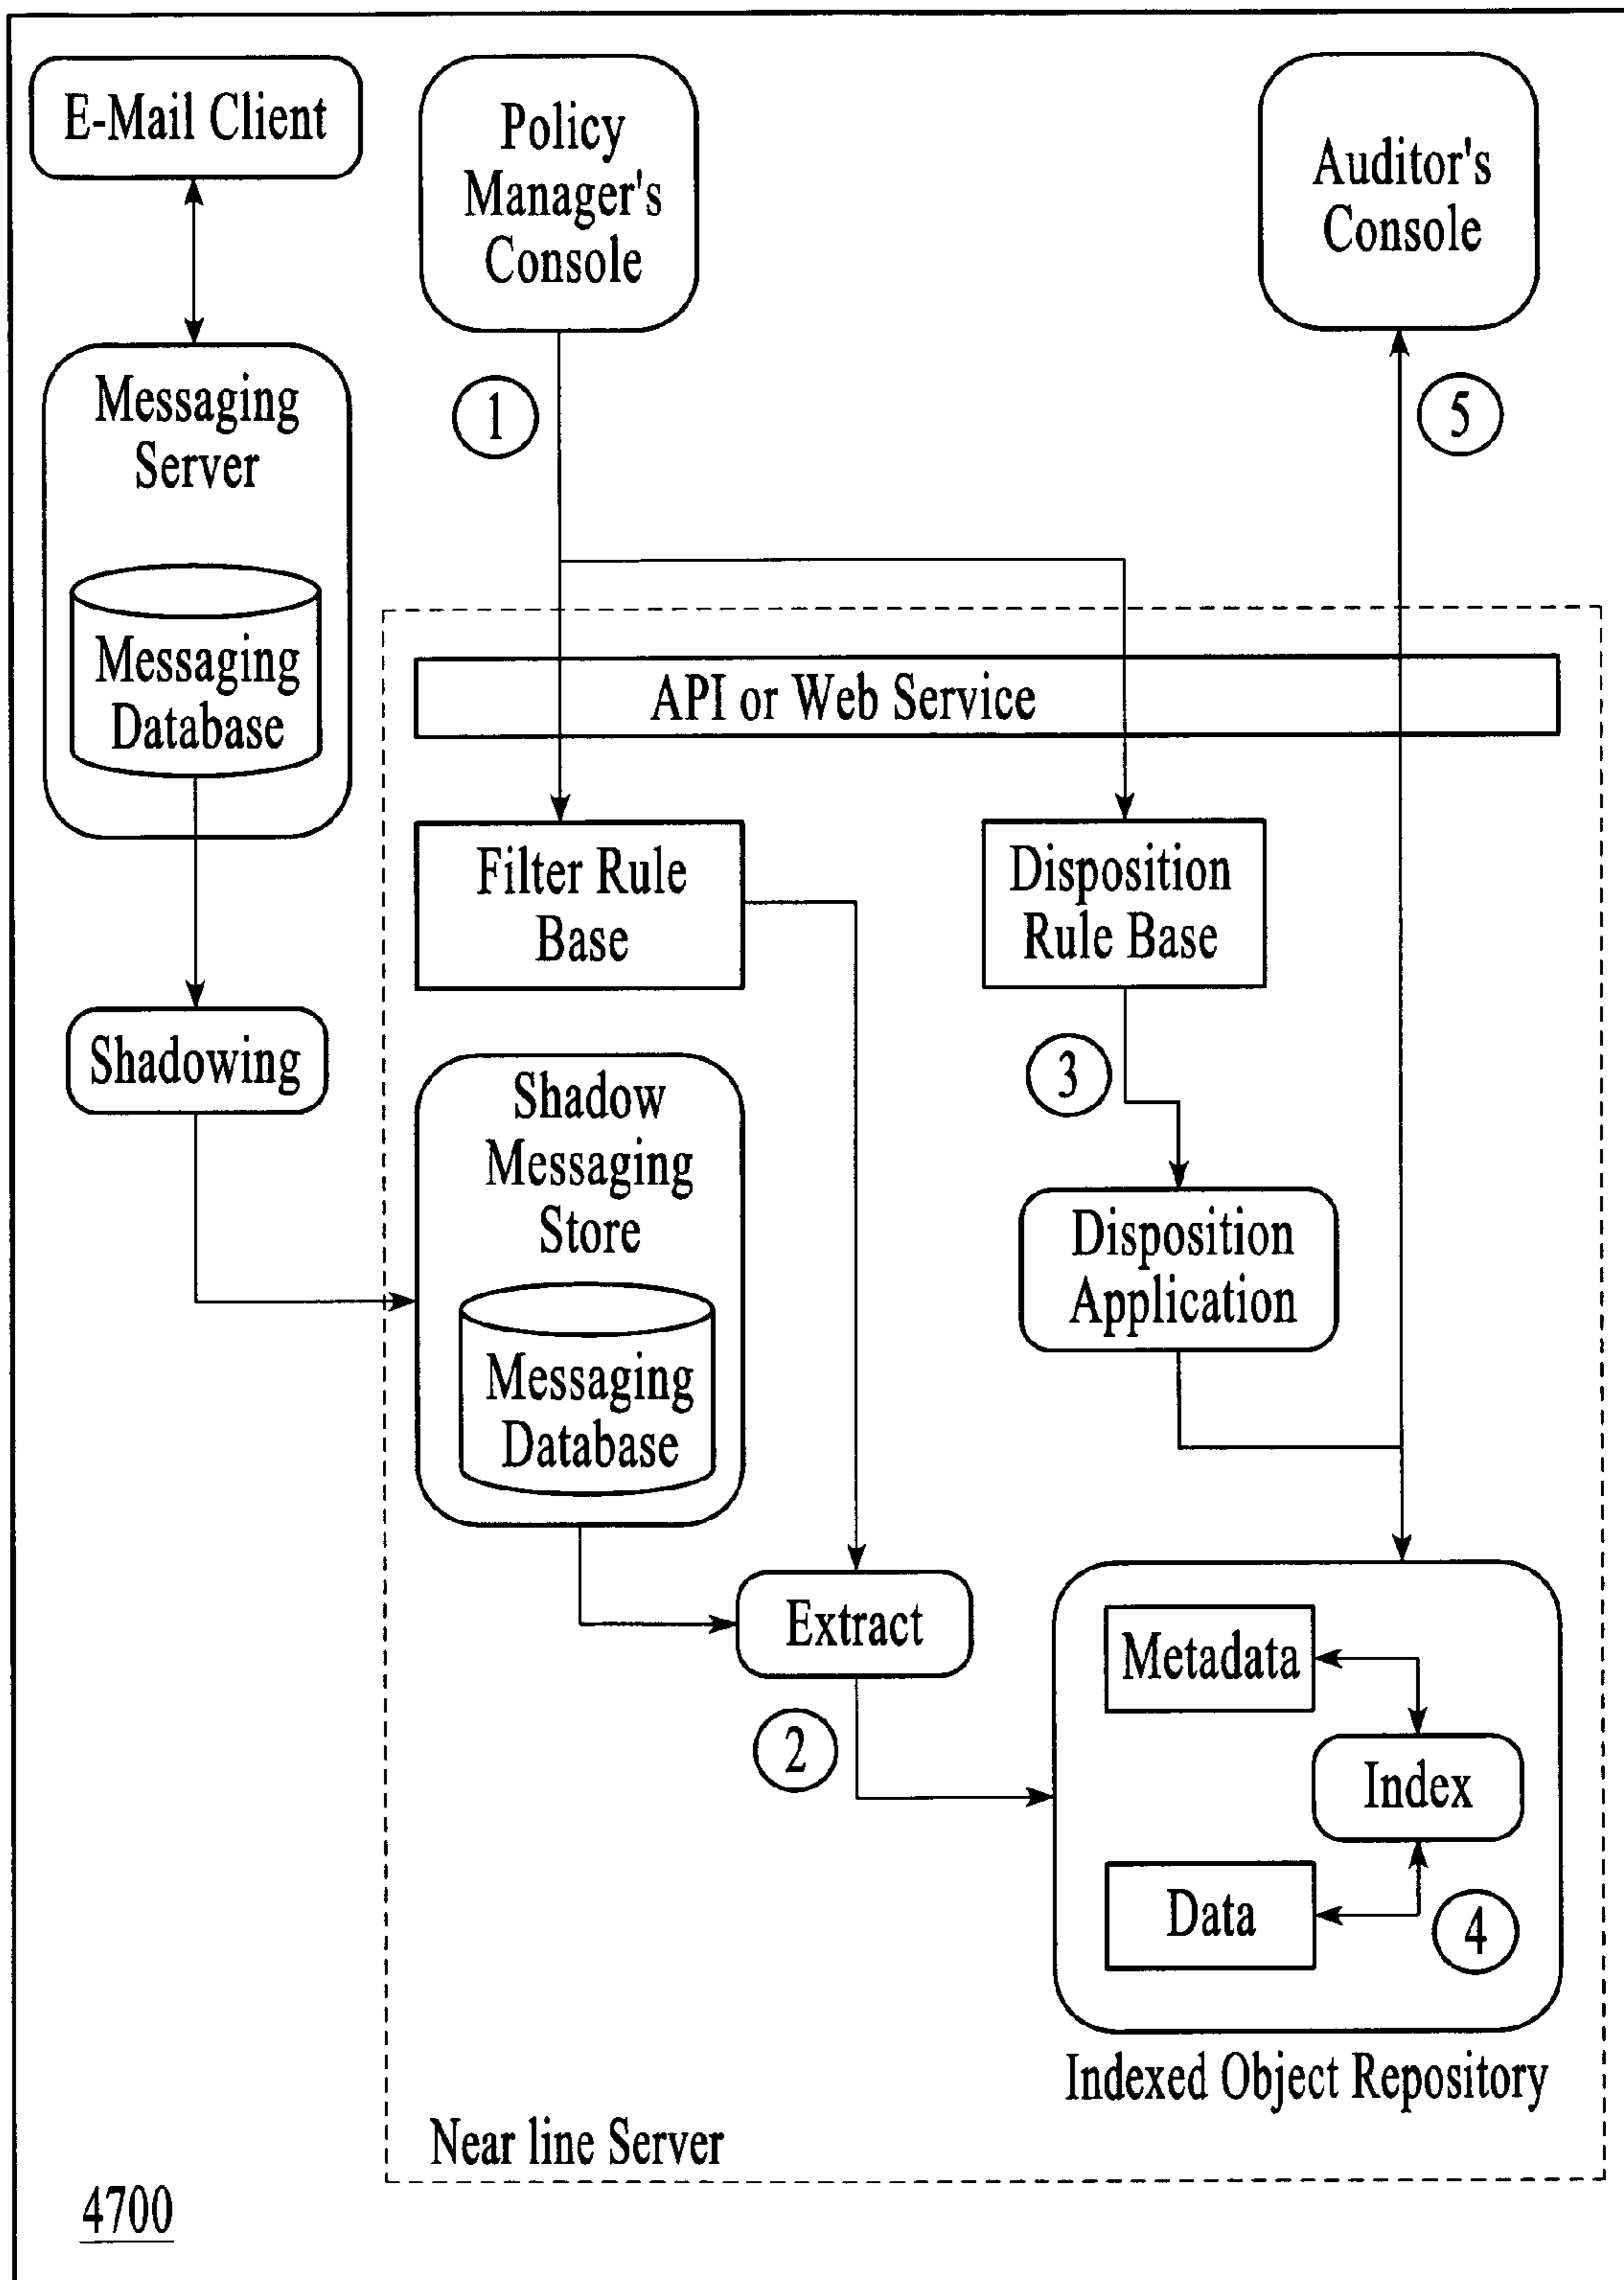 E-Mail Client
Policy
Manager's
Console
Auditor's
Console
1
5
Messaging
Server
Messaging
Database
API or Web Service
Filter Rule
Base
Disposition
Rule Base
Shadowing
3
Shadow
Messaging
Store
Messaging
Database
Disposition
Application
Extract
2
Metadata
Index
Data
4
Indexed Object Repository
Near line Server
4700